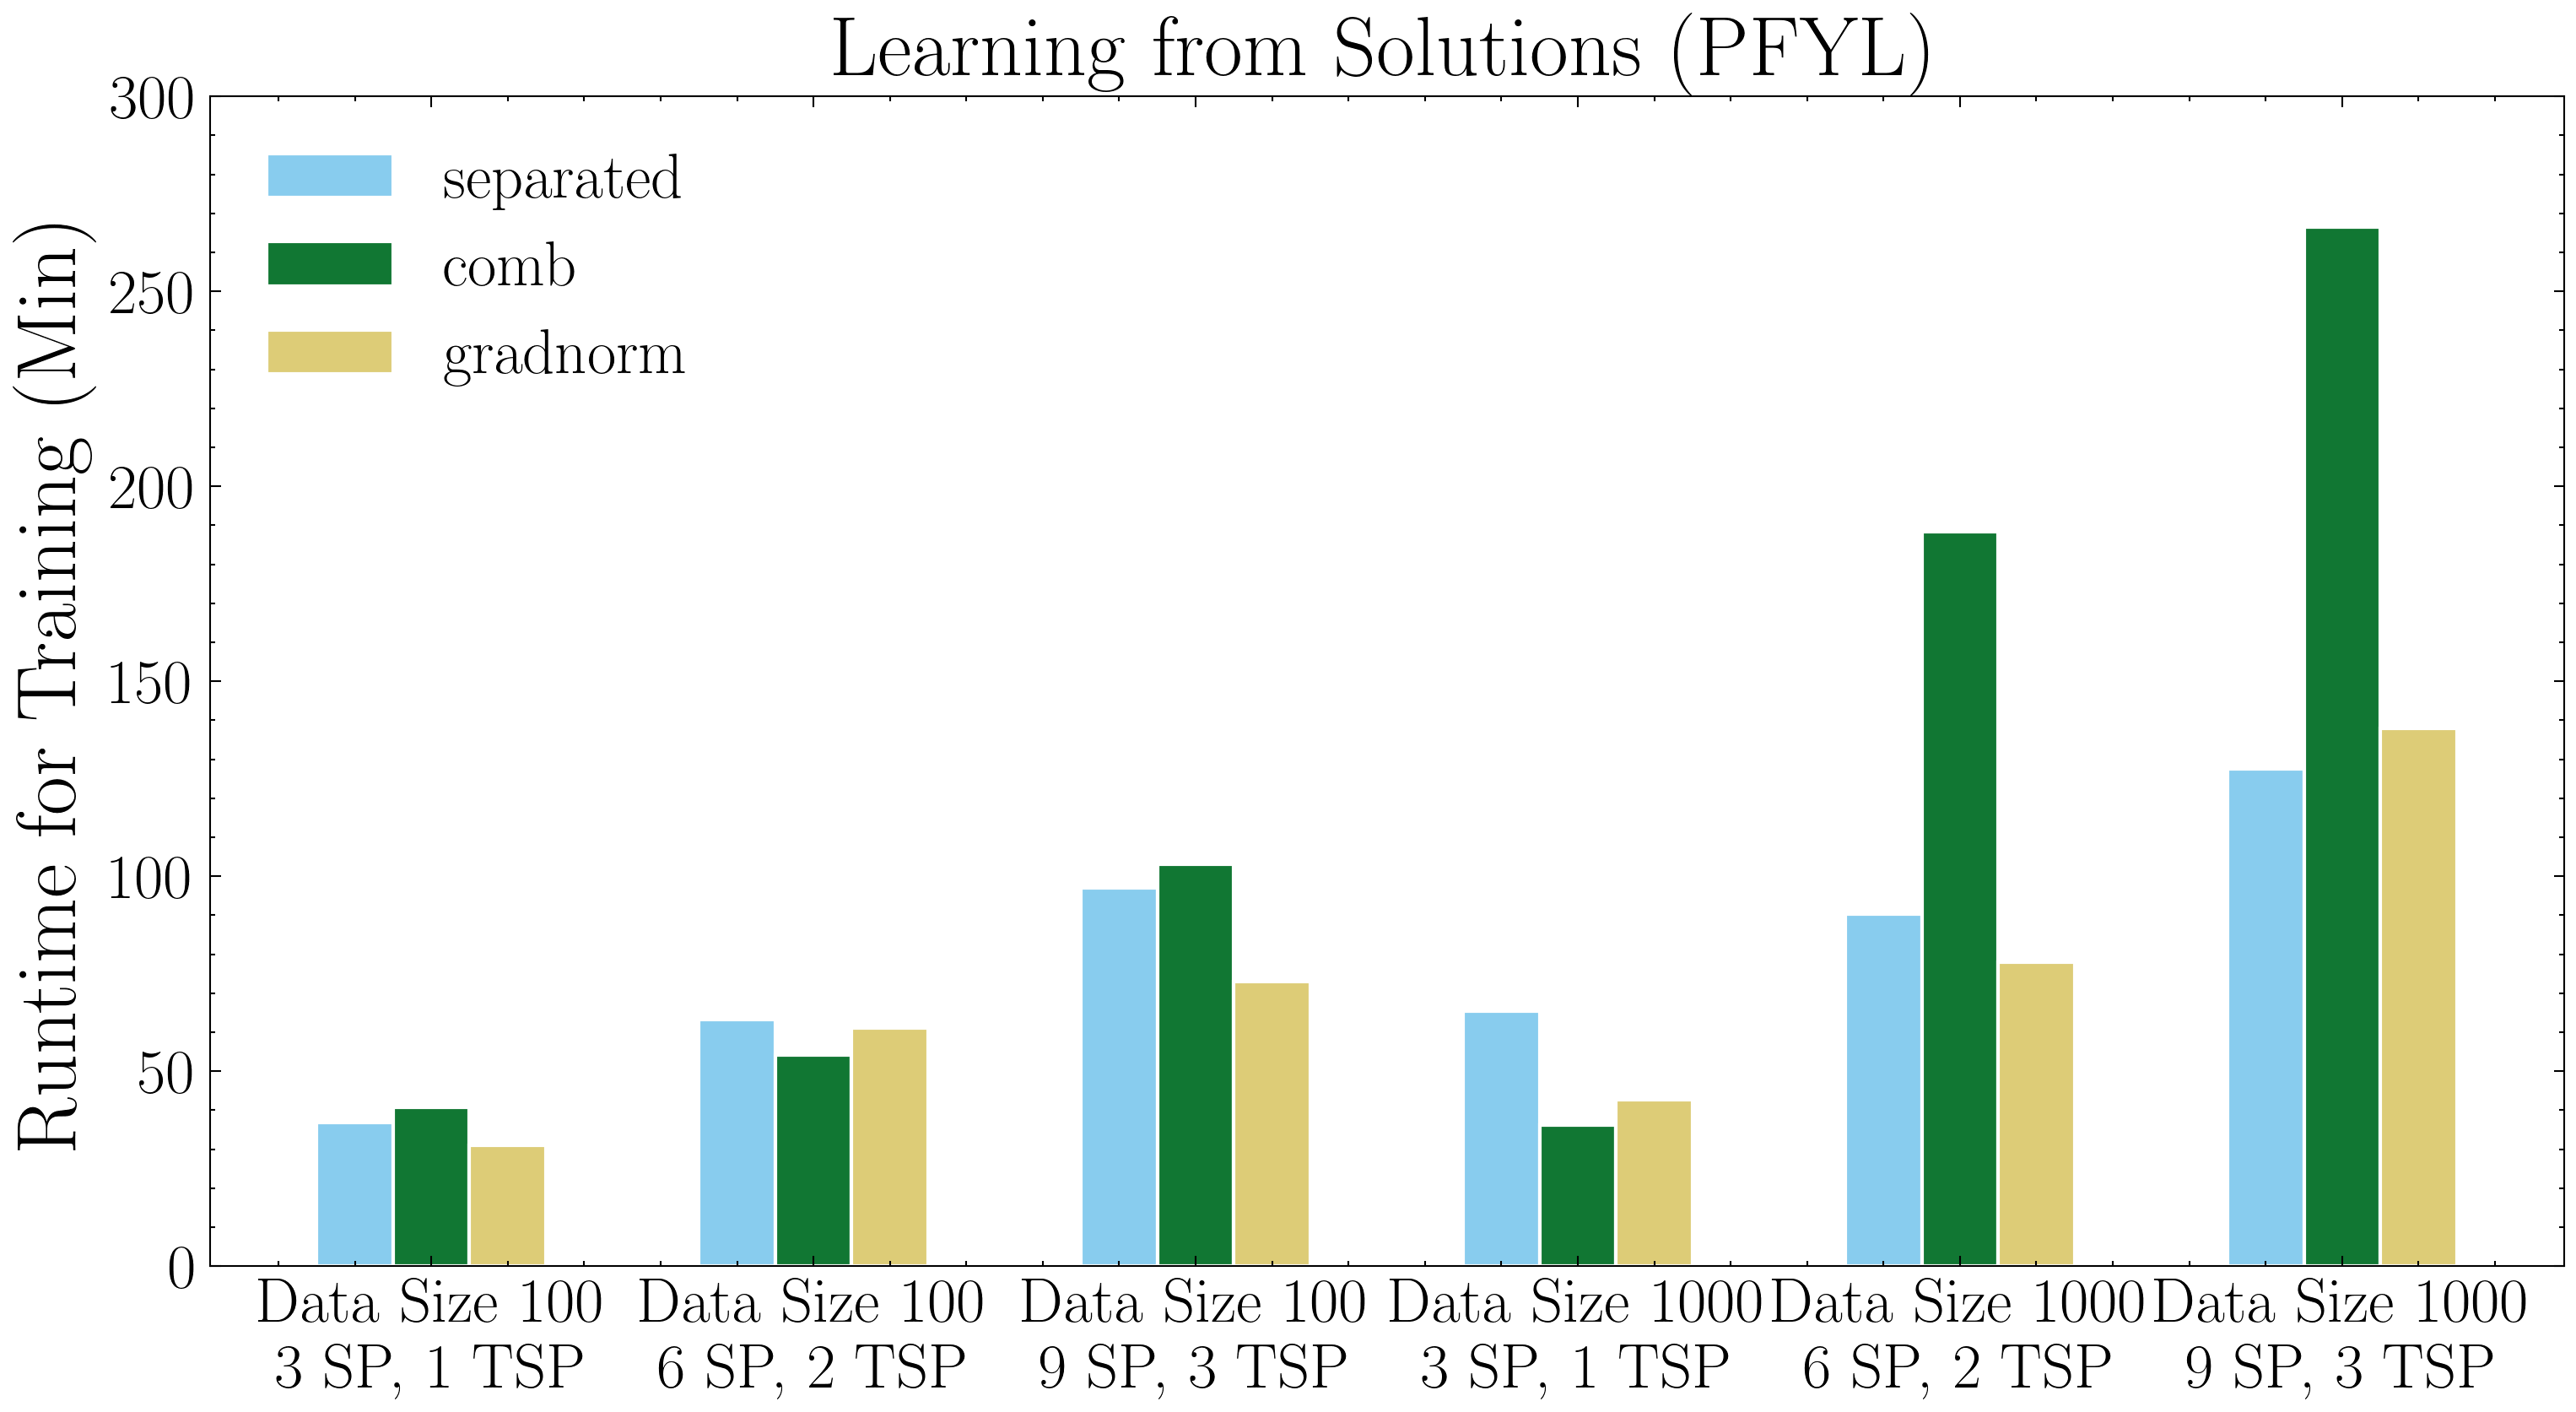 Learning from Solutions (PFYL)
Runtime for Training (Min)
300
250
200
150
100
50
0
separated
comb
gradnorm
Data Size 100
3 SP, 1 TSP
Data Size 100
6 SP, 2 TSP
Data Size 100
9 SP, 3 TSP
Data Size 1000
3 SP, 1 TSP
Data Size 1000
6 SP, 2 TSP
Data Size 1000
9 SP, 3 TSP